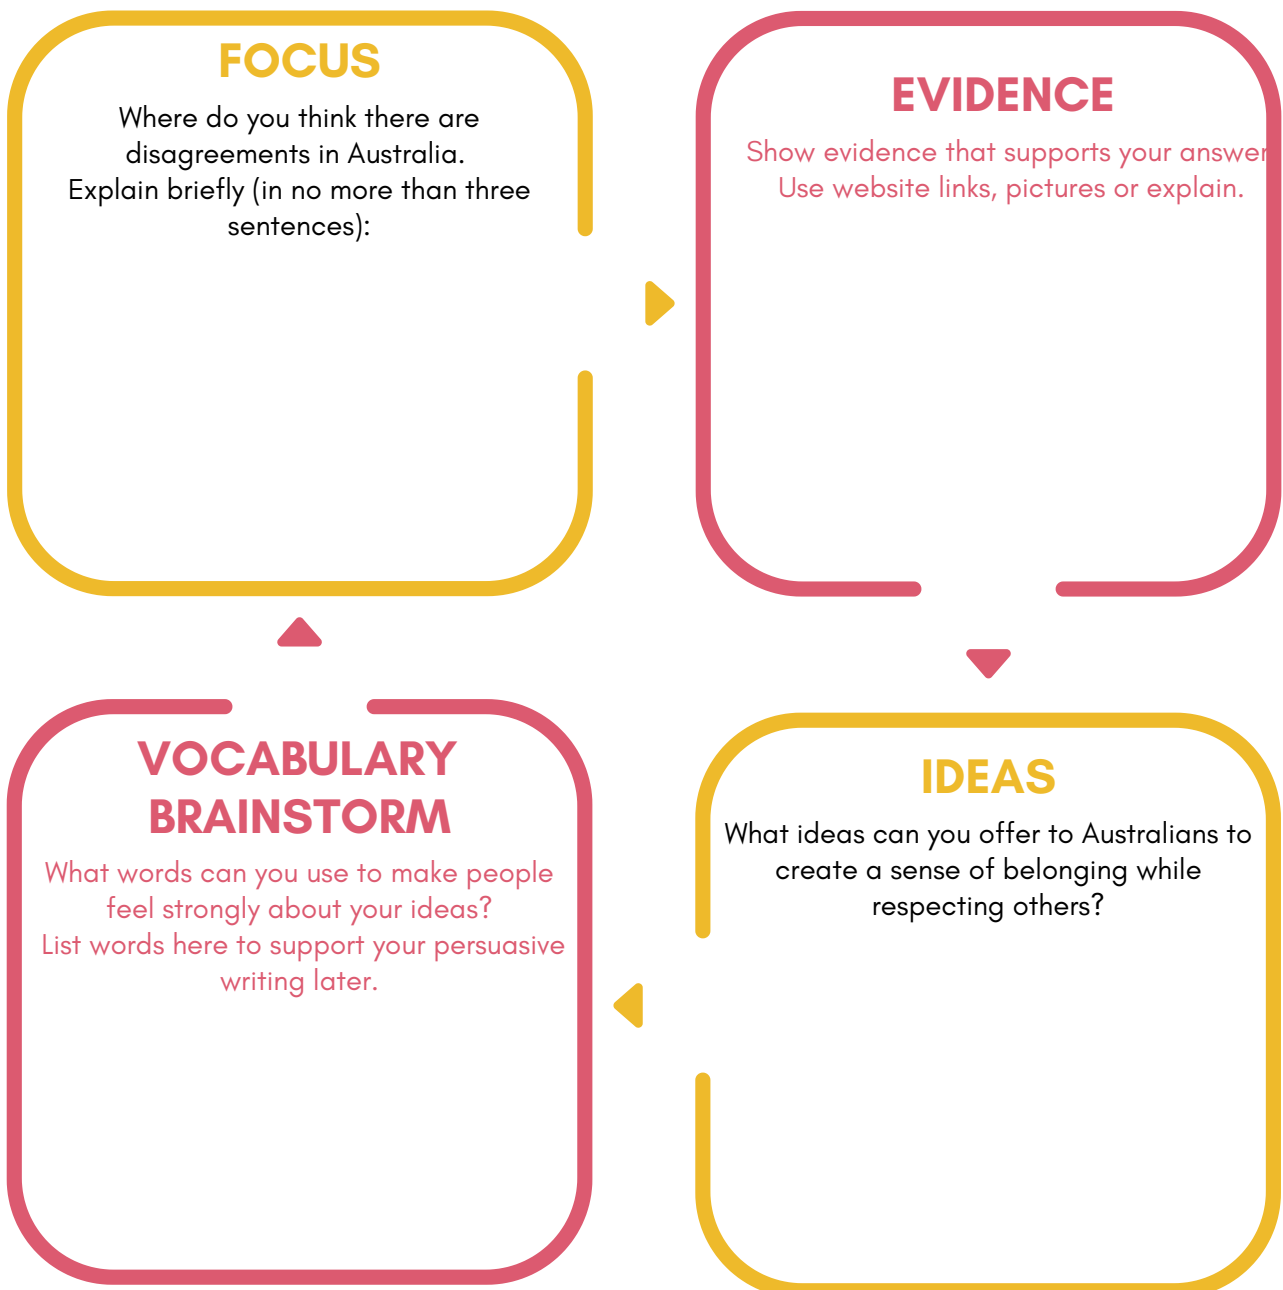 FOCUS
Where do you think there are
disagreements in Australia.
Explain briefly (in no more than three
sentences):
EVIDENCE
Show evidence that supports your answer
Use website links, pictures or explain.
VOCABULARY
BRAINSTORM
What words can you use to make people
feel strongly about your ideas?
List words here to support your persuasive
writing later.
IDEAS
What ideas can you offer to Australians to
create a sense of belonging while
respecting others?